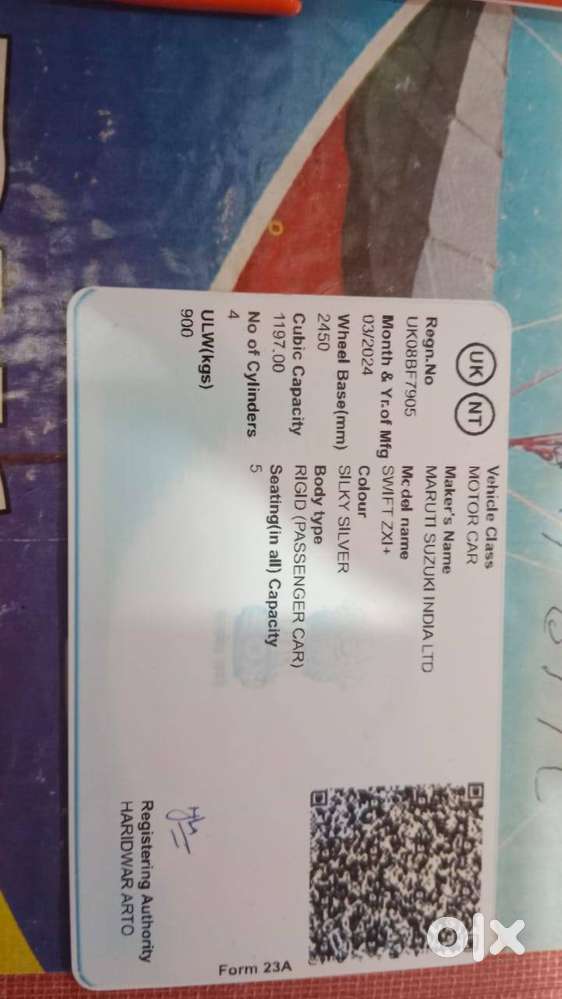 UK NT
Vehicle Class
MOTOR CAR
Regn.No
UK08BF7905
Maker's Name
MARUTI SUZUKI INDIA LTD
Month & Yr.of Mfg
03/2024
Model name
SWIFT ZXI+
Wheel Base(mm)
2450
Colour
SILKY SILVER
Cubic Capacity
1197.00
Body type
RIGID (PASSENGER CAR)
No of Cylinders
4
Seating(in all) Capacity
5
ULW(kgs)
900
Registering Authority
HARIDWAR ARTO
Form 23A
olx